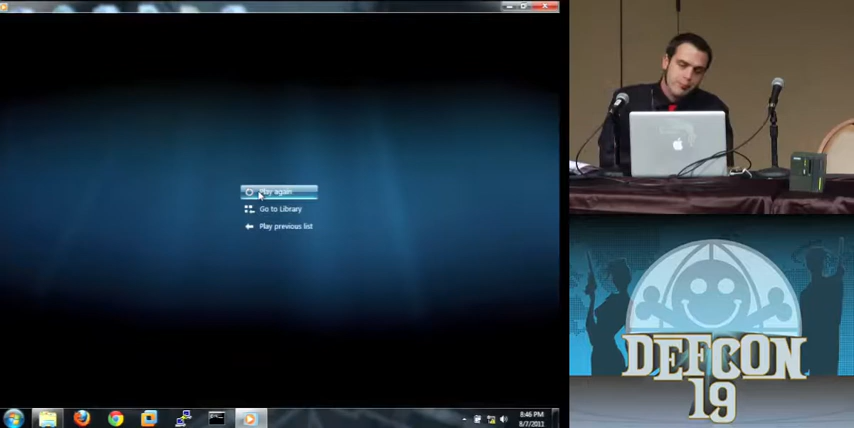 Play again
Go to Library
Play previous list
8:46 PM
8/7/2011
DEFCON
19